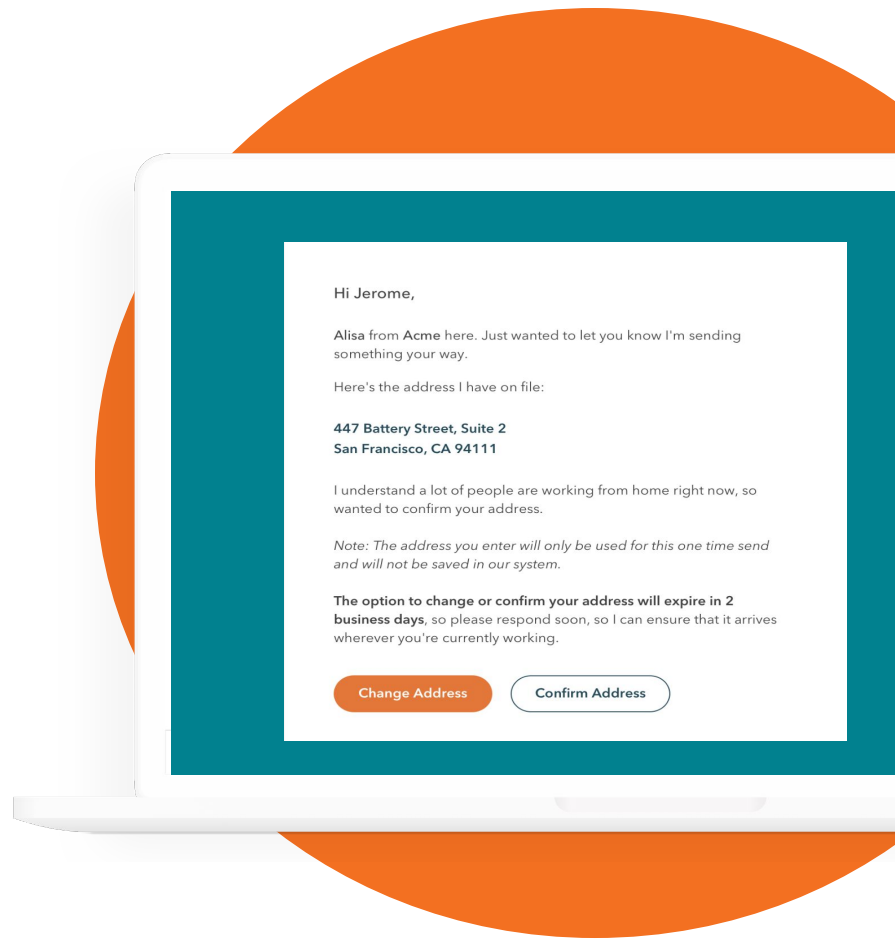 Hi Jerome,
Alisa from Acme here. Just wanted to let you know I'm sending
something your way.
Here's the address I have on file:
447 Battery Street, Suite 2
San Francisco, CA 94111
I understand a lot of people are working from home right now, so
wanted to confirm your address.
Note: The address you enter will only be used for this one time send
and will not be saved in our system.
The option to change or confirm your address will expire in 2
business days, so please respond soon, so I can ensure that it arrives
wherever you're currently working.
Change Address Confirm Address